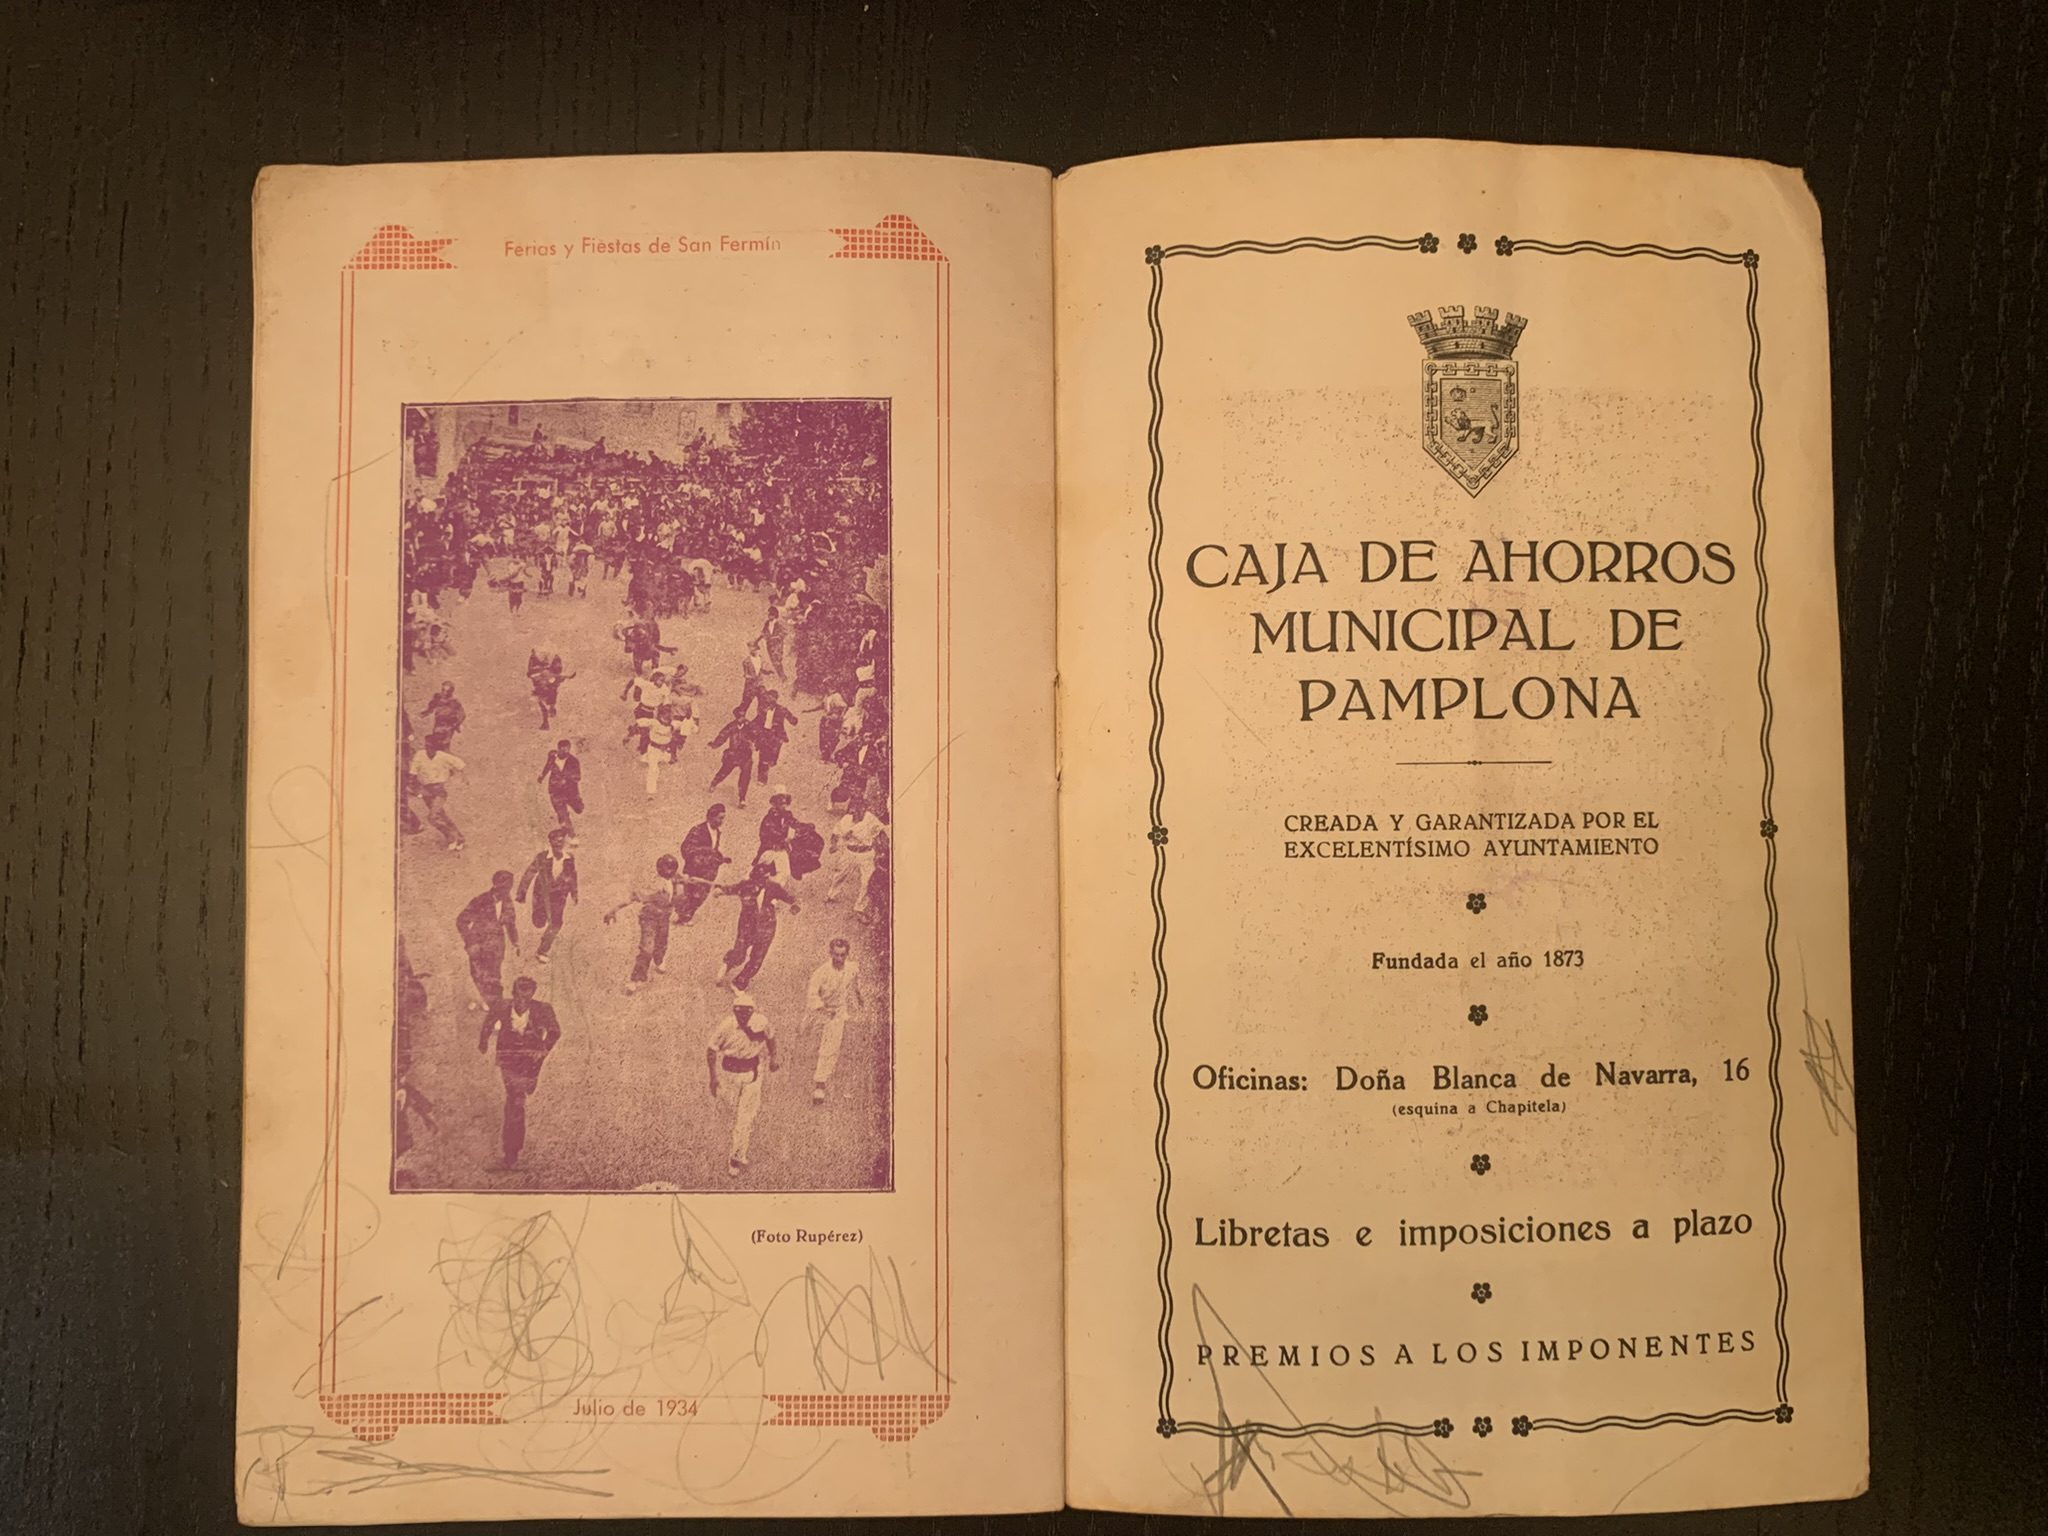 Ferias y Fiestas de San Fermín
(Foto Rupérez)
Julio de 1934
CAJA DE AHORROS
MUNICIPAL DE
PAMPLONA
CREADA Y GARANTIZADA POR EL
EXCELENTÍSIMO AYUNTAMIENTO
Fundada el año 1873
Oficinas: Doña Blanca de Navarra, 16
(esquina a Chapitela)
Libretas e imposiciones a plazo
PREMIOS A LOS IMPONENTES